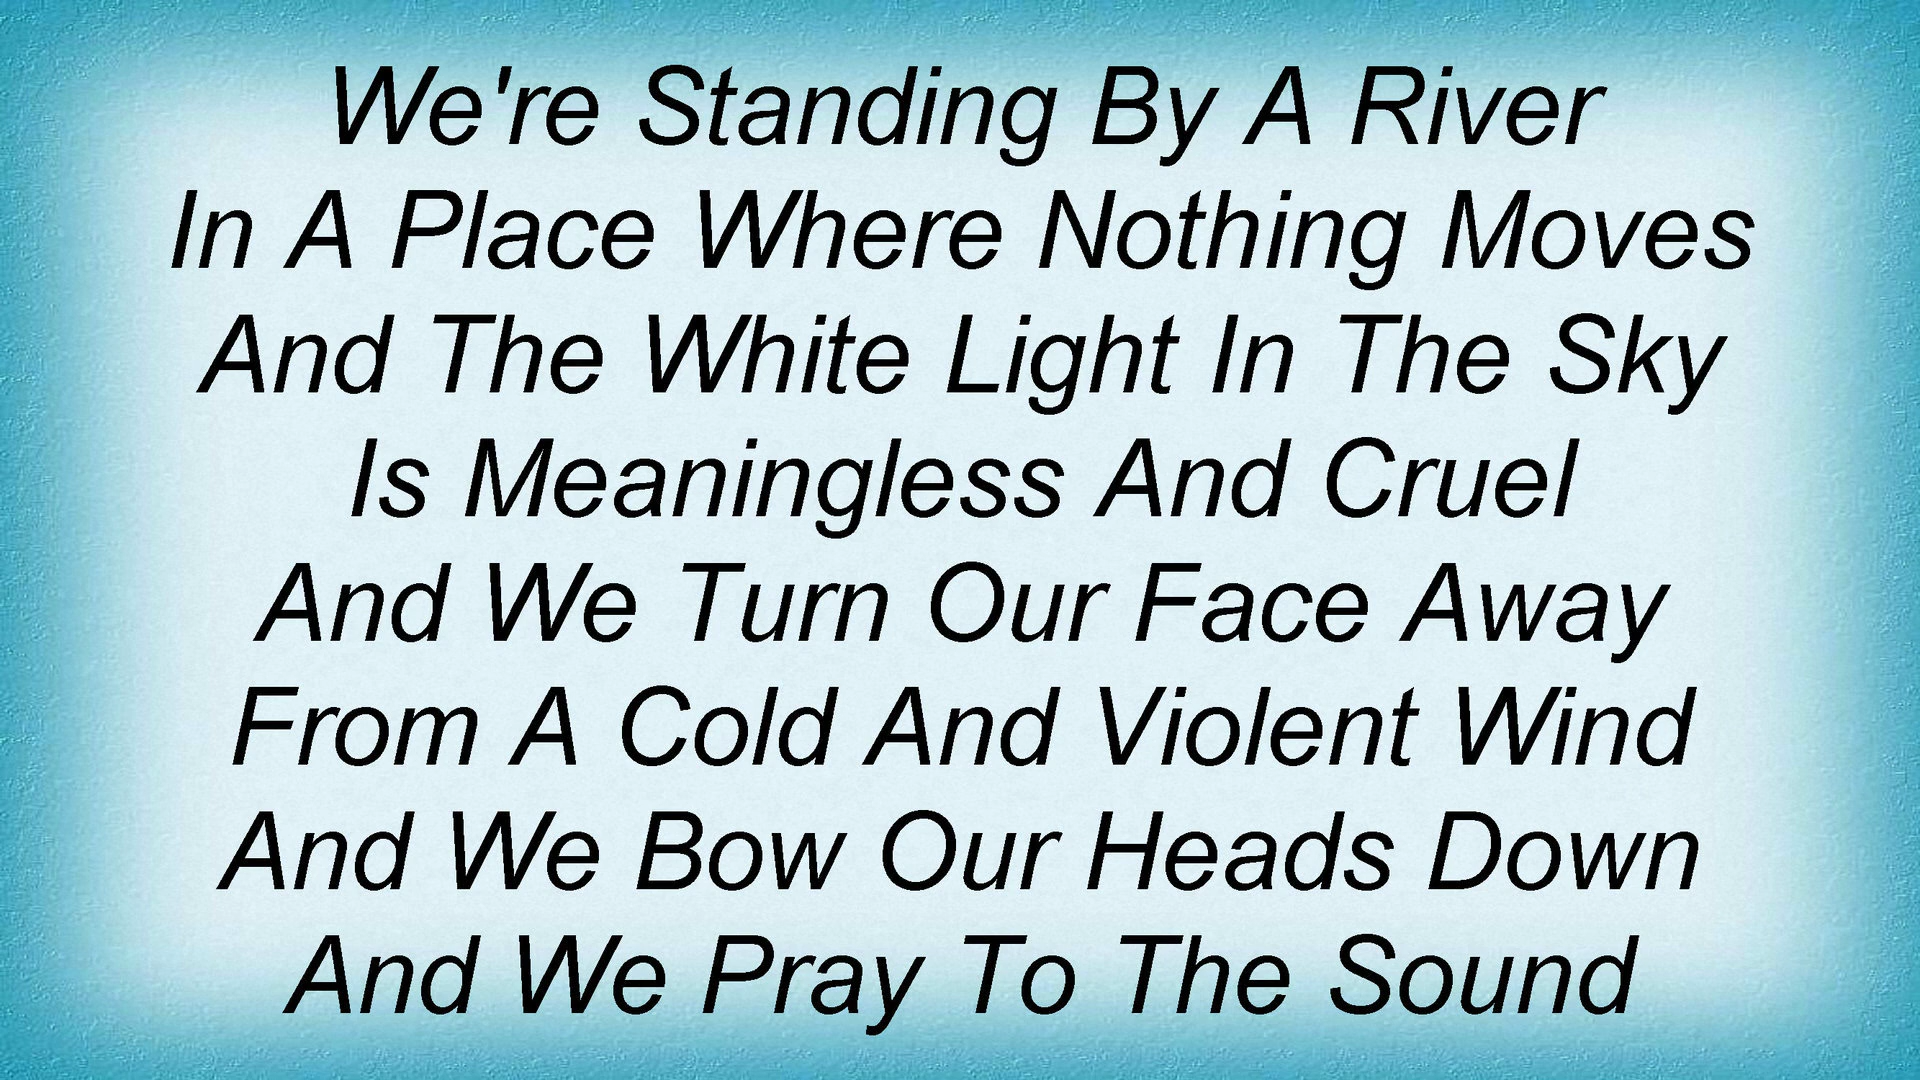 We're Standing By A River
In A Place Where Nothing Moves
And The White Light In The Sky
Is Meaningless And Cruel
And We Turn Our Face Away
From A Cold And Violent Wind
And We Bow Our Heads Down
And We Pray To The Sound